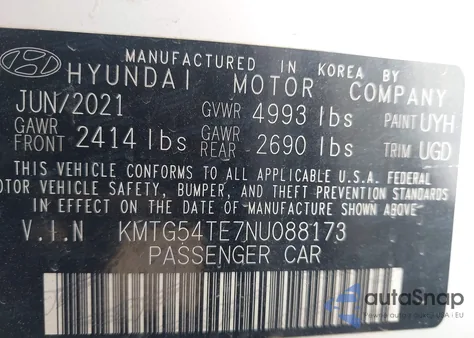 MANUFACTURED IN KOREA BY
HYUNDAI MOTOR COMPANY
JUN/2021 GVWR 4993 lbs PAINT UYH
GAWR FRONT 2414 lbs GAWR REAR 2690 lbs TRIM UGD
THIS VEHICLE CONFORMS TO ALL APPLICABLE U.S.A. FEDERAL
MOTOR VEHICLE SAFETY, BUMPER, AND THEFT PREVENTION STANDARDS
IN EFFECT ON THE DATE OF MANUFACTURE SHOWN ABOVE.
V.I.N KMTG54TE7NU088173
PASSENGER CAR
autoSnap